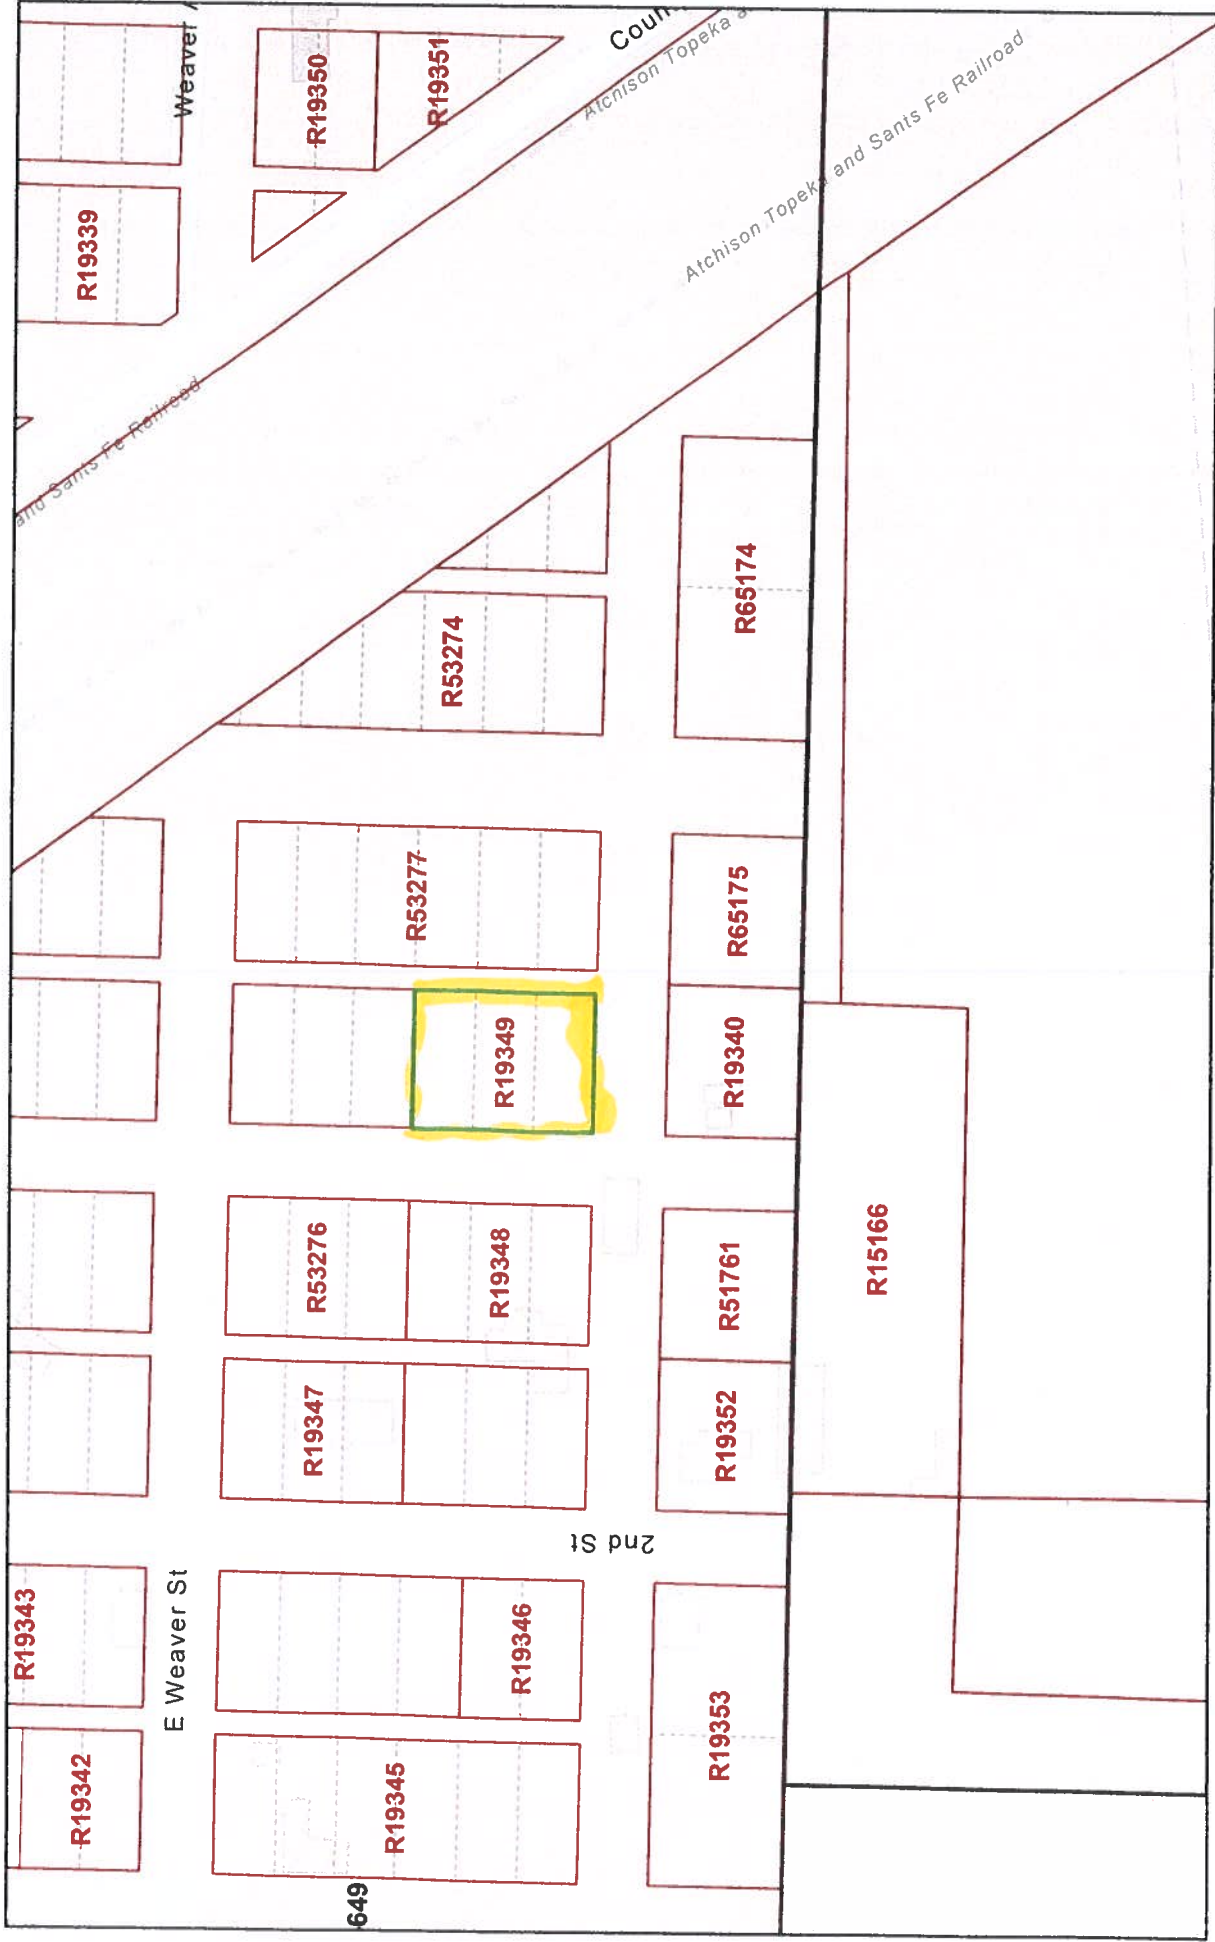 Weaver
R19350
R19351
Coun
Atchison Topeka a
Atchison Topeka and Sants Fe Railroad
R19339
and Sants Fe Railroad
R65174
R53274
R53277
R65175
R19349
R19340
R53276
R19348
R51761
R15166
R19347
R19352
2nd St
R19343
E Weaver St
R19346
R19342
R19345
R19353
649